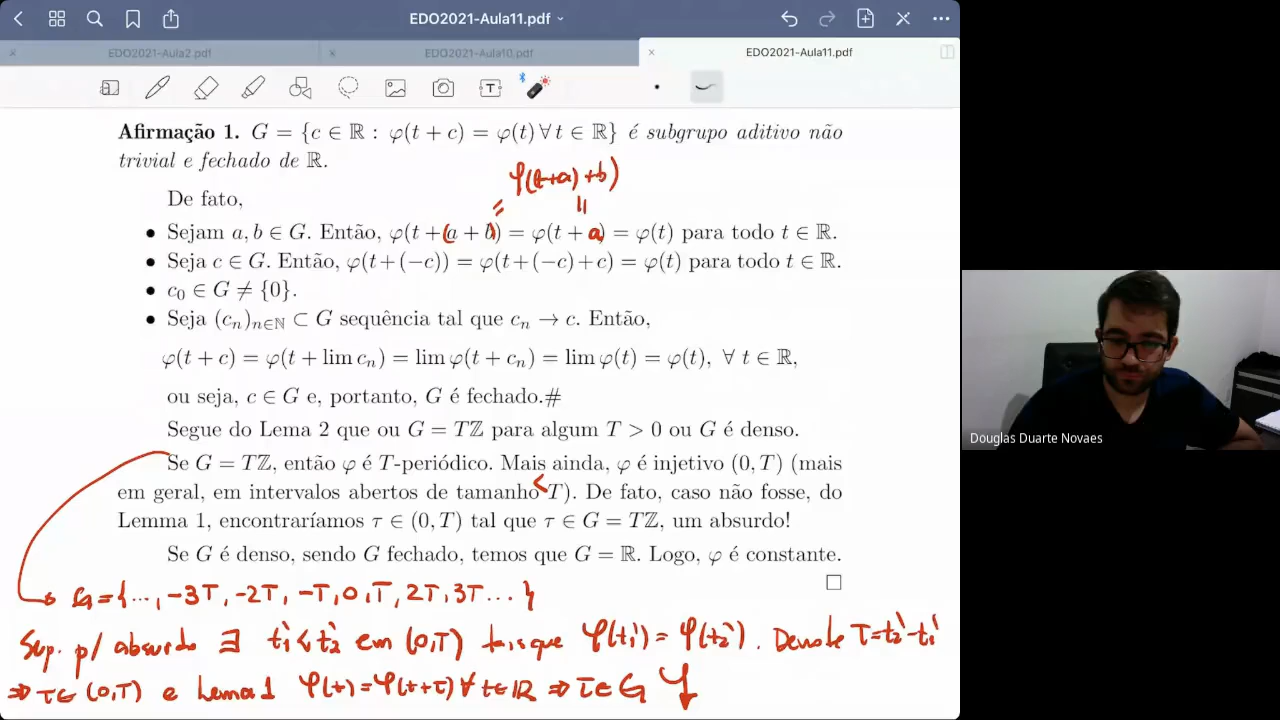 EDO2021-Aula11.pdf
EDO2021-Aula2.pdf
EDO2021-Aula10.pdf
EDO2021-Aula11.pdf
Afirmação 1. G = {c ∈ ℝ : φ(t + c) = φ(t) ∀ t ∈ ℝ} é subgrupo aditivo não
trivial e fechado de ℝ.
φ((t+a)+b)
De fato,
= =
• Sejam a, b ∈ G. Então, φ(t + (a + b)) = φ(t + a) = φ(t) para todo t ∈ ℝ.
• Seja c ∈ G. Então, φ(t+(−c)) = φ(t+(−c)+c) = φ(t) para todo t ∈ ℝ.
• c₀ ∈ G ≠ {0}.
• Seja (cₙ)ₙ∈ℕ ⊂ G sequência tal que cₙ → c. Então,
φ(t + c) = φ(t + lim cₙ) = lim φ(t + cₙ) = lim φ(t) = φ(t), ∀ t ∈ ℝ,
ou seja, c ∈ G e, portanto, G é fechado.#
Segue do Lema 2 que ou G = Tℤ para algum T > 0 ou G é denso.
Se G = Tℤ, então φ é T-periódico. Mais ainda, φ é injetivo (0, T) (mais
em geral, em intervalos abertos de tamanho < T). De fato, caso não fosse, do
Lemma 1, encontraríamos τ ∈ (0, T) tal que τ ∈ G = Tℤ, um absurdo!
Se G é denso, sendo G fechado, temos que G = ℝ. Logo, φ é constante.
□
→ G = {..., −3T, −2T, −T, 0, T, 2T, 3T ... }
Sup. p/ absurdo ∃ t₁' < t₂' em (0,T) tais que φ(t₁') = φ(t₂'). Denote τ = t₂' − t₁'
⇒ τ ∈ (0,T) e Lema 1 φ(t) = φ(t+τ) ∀ t ∈ ℝ ⇒ τ ∈ G
Douglas Duarte Novaes